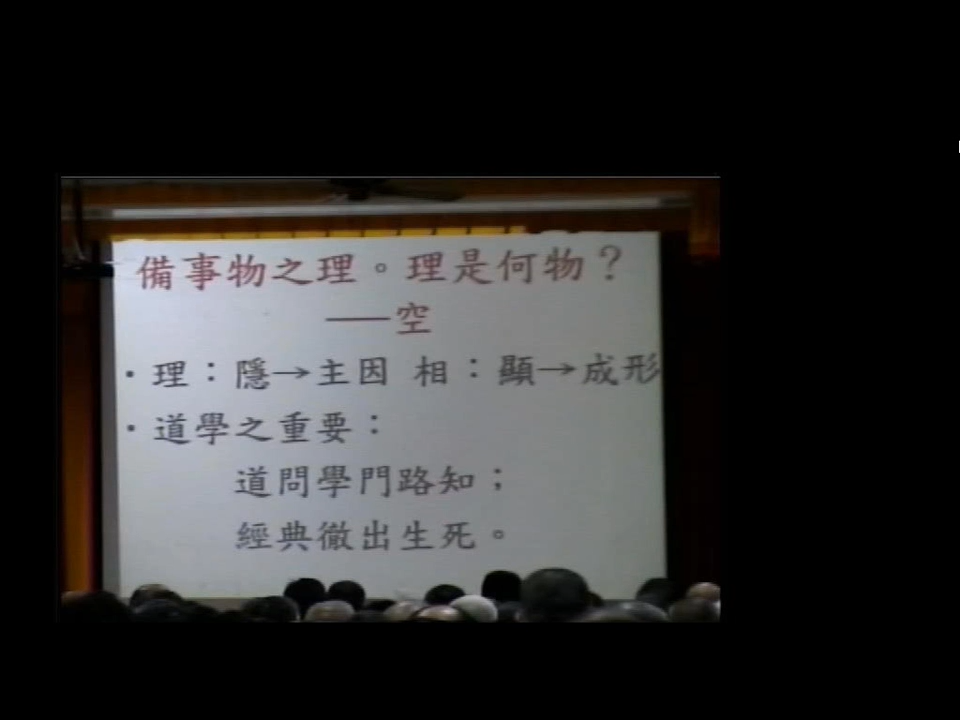 備事物之理。理是何物？
——空
·理：隱→主因 相：顯→成形
·道學之重要：
道問學門路知；
經典徹出生死。